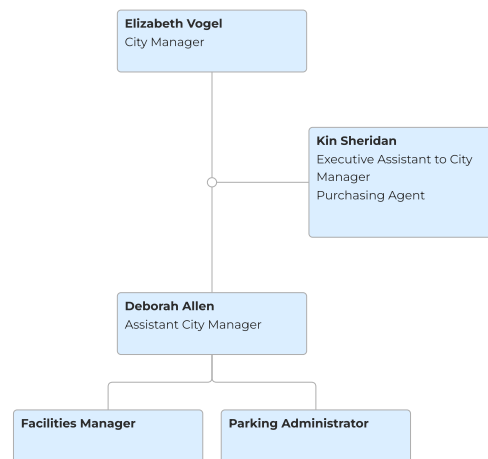 Elizabeth Vogel
City Manager
Kin Sheridan
Executive Assistant to City
Manager
Purchasing Agent
Deborah Allen
Assistant City Manager
Facilities Manager
Parking Administrator